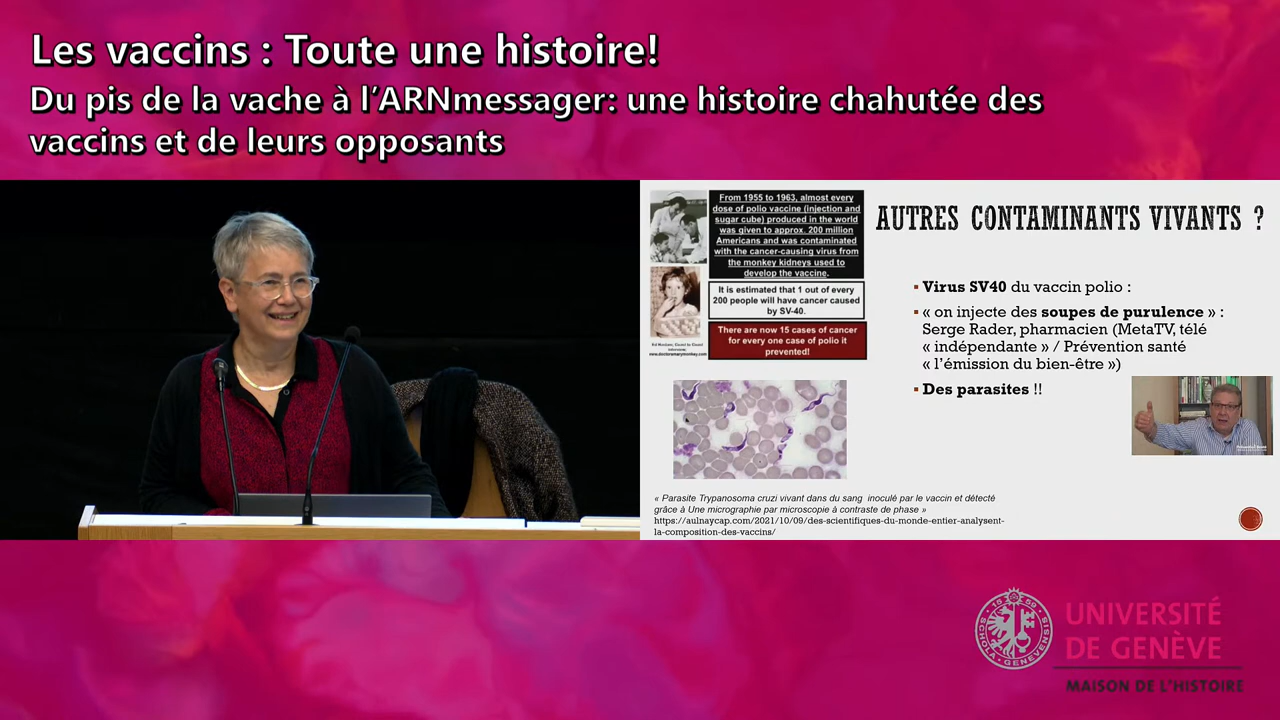 Les vaccins : Toute une histoire!
Du pis de la vache à l'ARNmessager: une histoire chahutée des
vaccins et de leurs opposants
From 1955 to 1963, almost every
dose of polio vaccine (injection and
sugar cube) produced in the world
was given to approx. 200 million
Americans and was contaminated
with the cancer-causing virus from
the monkey kidneys used to
develop the vaccine.
It is estimated that 1 out of every
200 people will have cancer caused
by SV-40.
There are now 15 cases of cancer
for every one case of polio it
prevented!
www.doctormarymonkey.com
AUTRES CONTAMINANTS VIVANTS ?
Virus SV40 du vaccin polio :
« on injecte des soupes de purulence » :
Serge Rader, pharmacien (MetaTV, télé
« indépendante » / Prévention santé
« l'émission du bien-être »)
Des parasites !!
« Parasite Trypanosoma cruzi vivant dans du sang inoculé par le vaccin et détecté
grâce à Une micrographie par microscopie à contraste de phase »
https://aulnaycap.com/2021/10/09/des-scientifiques-du-monde-entier-analysent-
la-composition-des-vaccins/
1559
SCHOLA GENEVENSIS
UNIVERSITÉ
DE GENÈVE
MAISON DE L'HISTOIRE